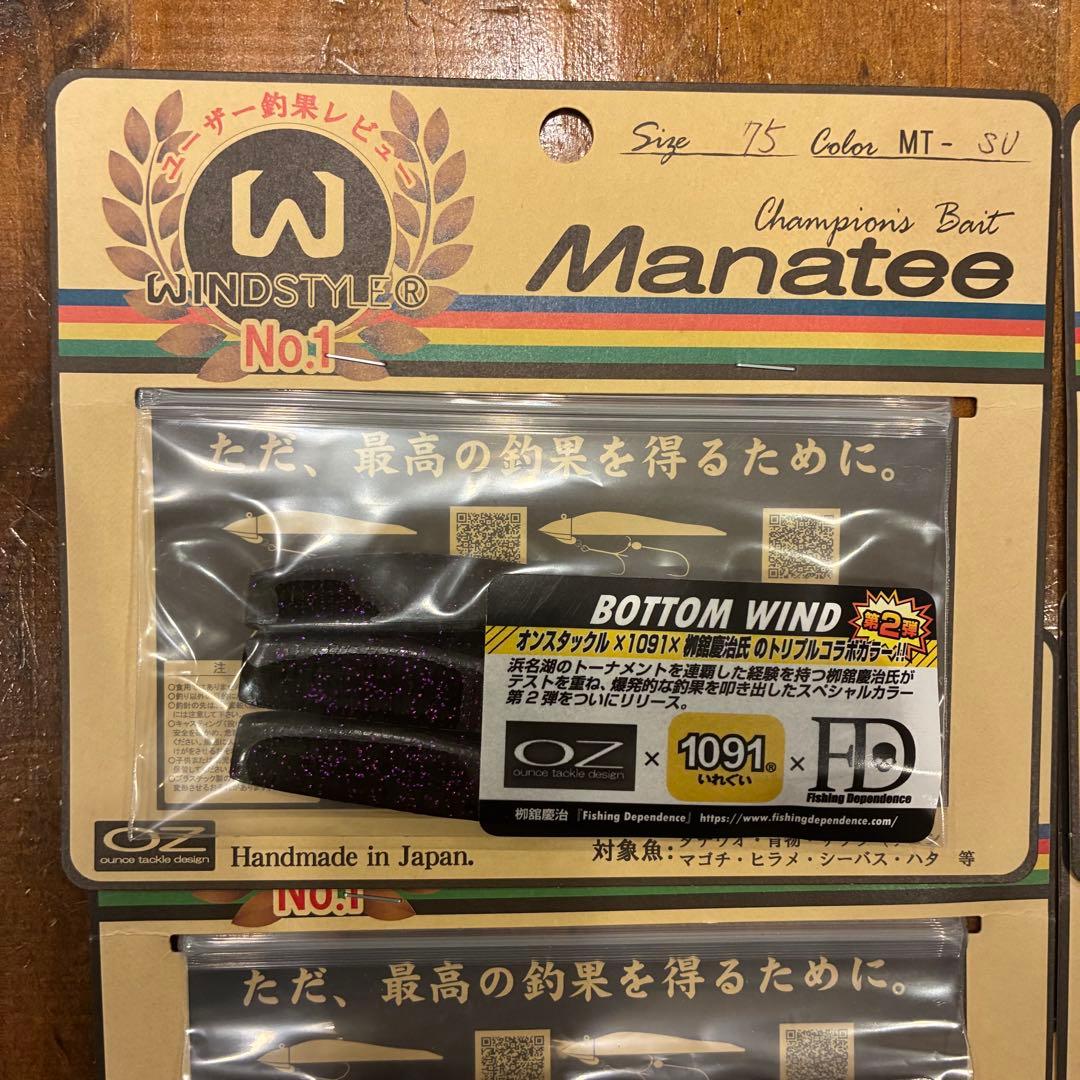 ユーザー釣果レビュー
W
WINDSTYLE®
No.1
Size 75 Color MT- SU
Champion's Bait
Manatee
ただ、最高の釣果を得るために。
BOTTOM WIND
第2弾
オンスタックル×1091×栁舘慶治氏のトリプルコラボカラー!!
浜名湖のトーナメントを連覇した経験を持つ栁舘慶治氏が
テストを重ね、爆発的な釣果を叩き出したスペシャルカラー
第2弾をついにリリース。
OZ
ounce tackle design
×
1091®
いれぐい
×
FD
Fishing Dependence
栁舘慶治『Fishing Dependence』 https://www.fishingdependence.com/
注
OZ
ounce tackle design
Handmade in Japan.
対象魚:
マゴチ・ヒラメ・シーバス・ハタ 等
No.1
ただ、最高の釣果を得るために。